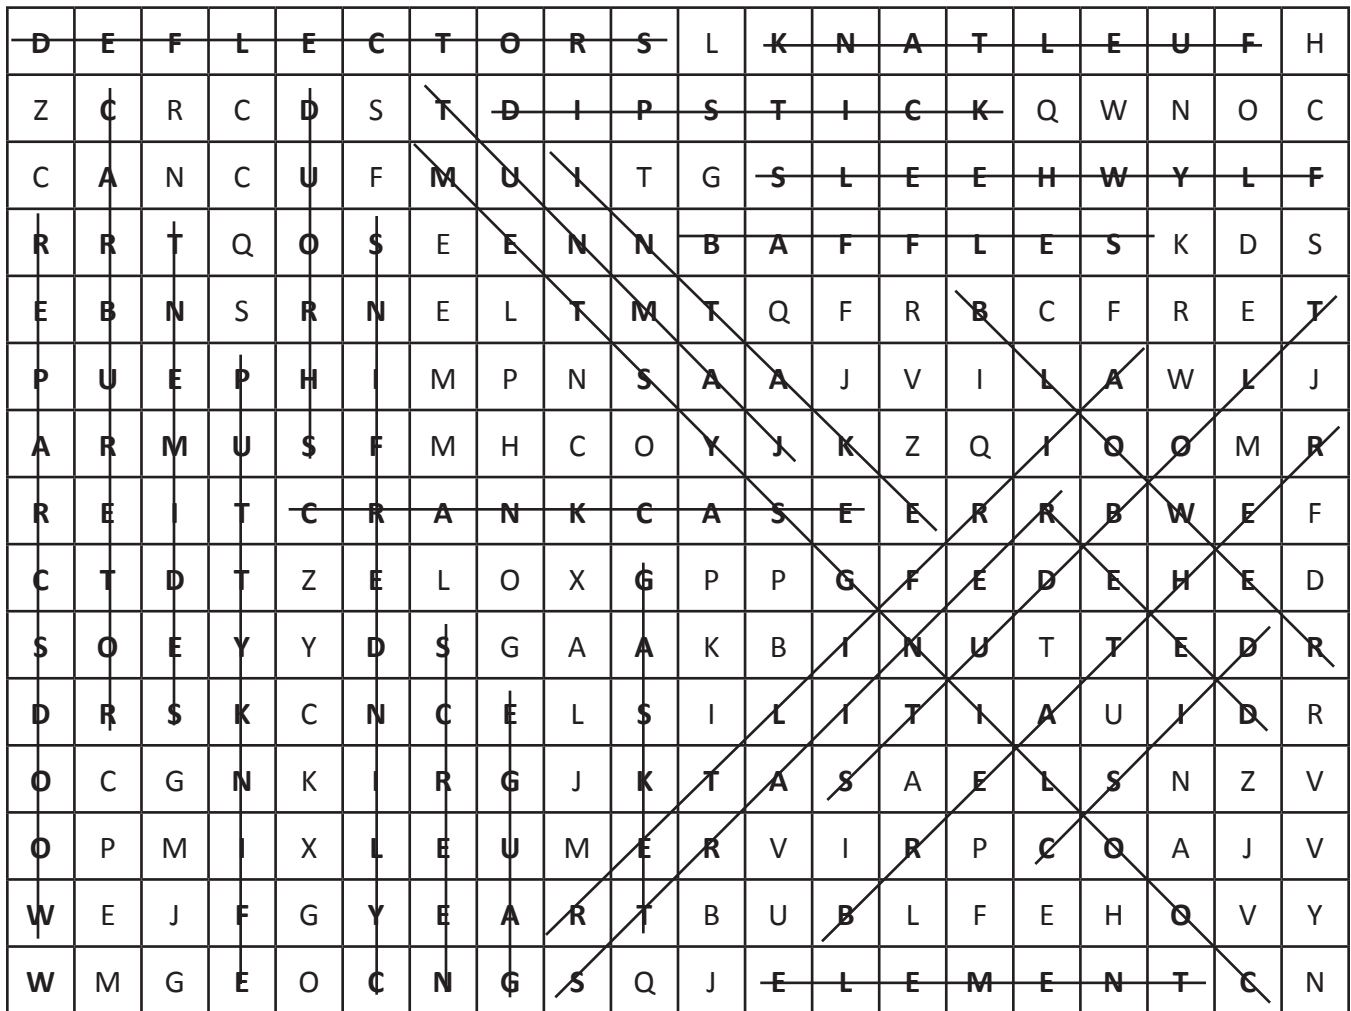 D E F L E C T O R S L K N A T L E U F H
Z C R C D S T D I P S T I C K Q W N O C
C A N C U F M U I T G S L E E H W Y L F
R R T Q O S E E N N B A F F L E S K D S
E B N S R N E L T M T Q F R B C F R E T
P U E P H I M P N S A A J V I L A W L J
A R M U S F M H C O Y J K Z Q I O O M R
R E I T C R A N K C A S E E R R B W E F
C T D T Z E L O X G P P G F E D E H E D
S O E Y Y D S G A A K B I N U T T E D R
D R S K C N C E L S I L I T I A U I D R
O C G N K I R G J K T A S A E L S N Z V
O P M I X L E U M E R V I R P C O A J V
W E J F G Y E A R T B U B L F E H O V Y
W M G E O C N G S Q J E L E M E N T C N